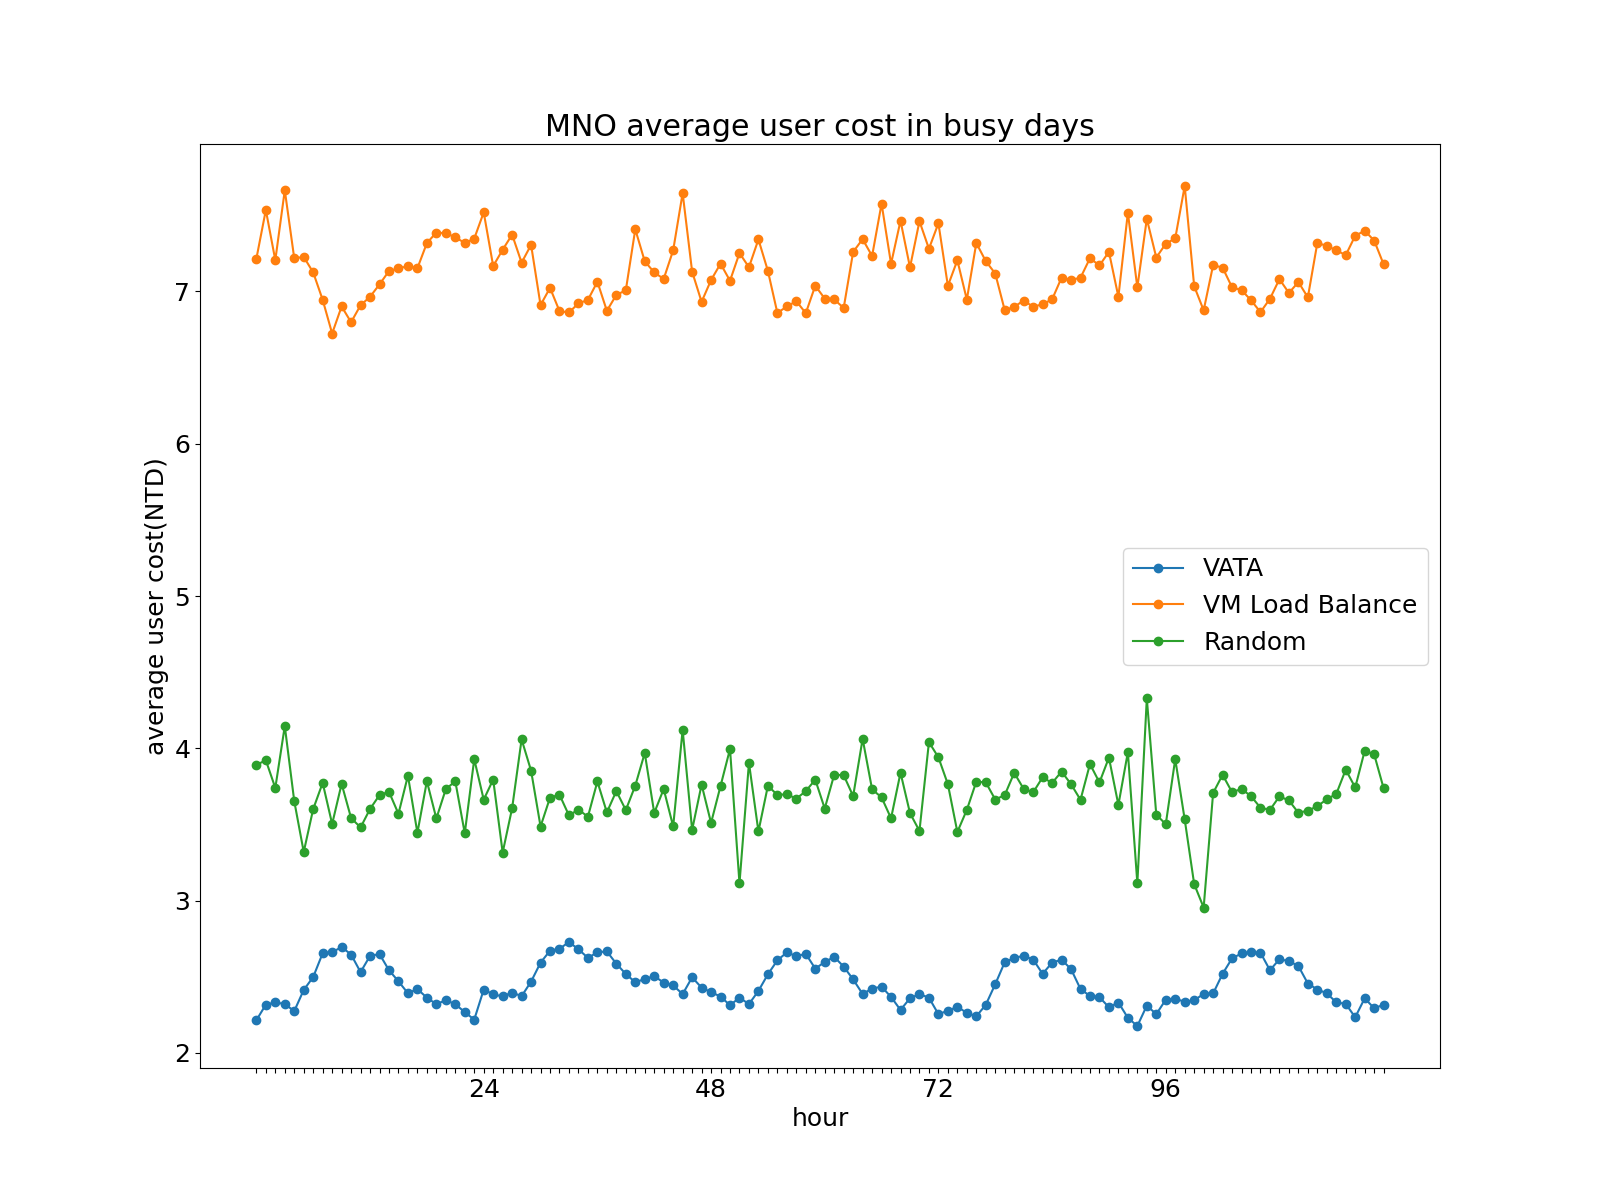 MNO average user cost in busy days
average user cost(NTD)
7
6
5
4
3
2
VATA
VM Load Balance
Random
24 48 72 96
hour